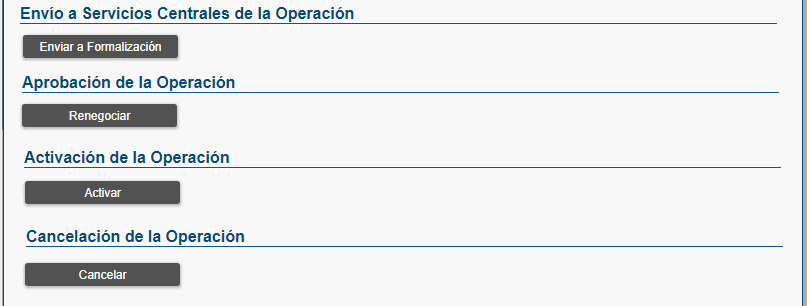 Envío a Servicios Centrales de la Operación
Enviar a Formalización
Aprobación de la Operación
Renegociar
Activación de la Operación
Activar
Cancelación de la Operación
Cancelar